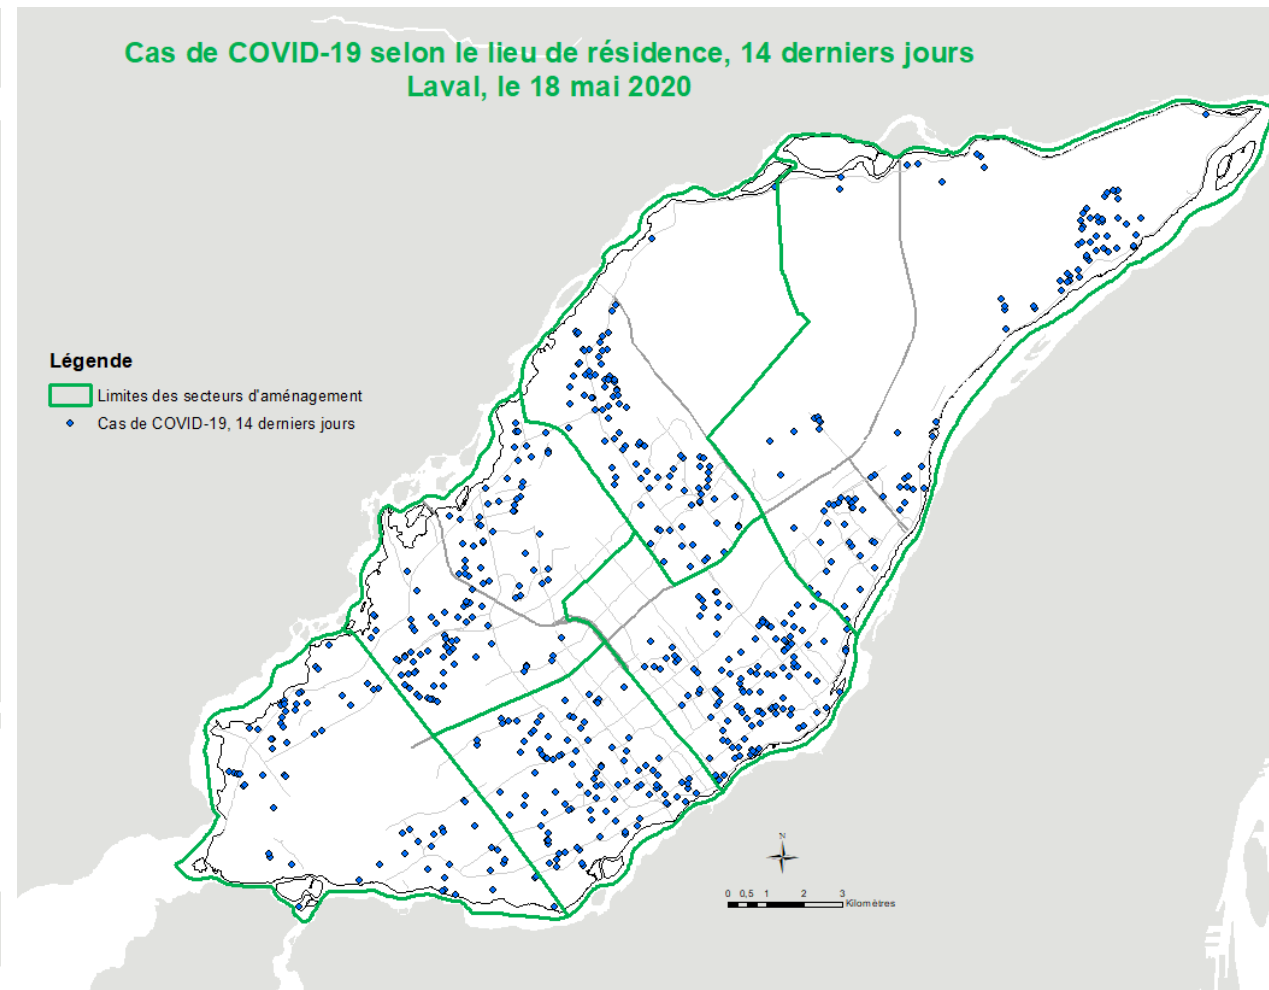 Cas de COVID-19 selon le lieu de résidence, 14 derniers jours
Laval, le 18 mai 2020
Légende
Limites des secteurs d'aménagement
Cas de COVID-19, 14 derniers jours
N
0 0,5 1 2 3
Kilomètres